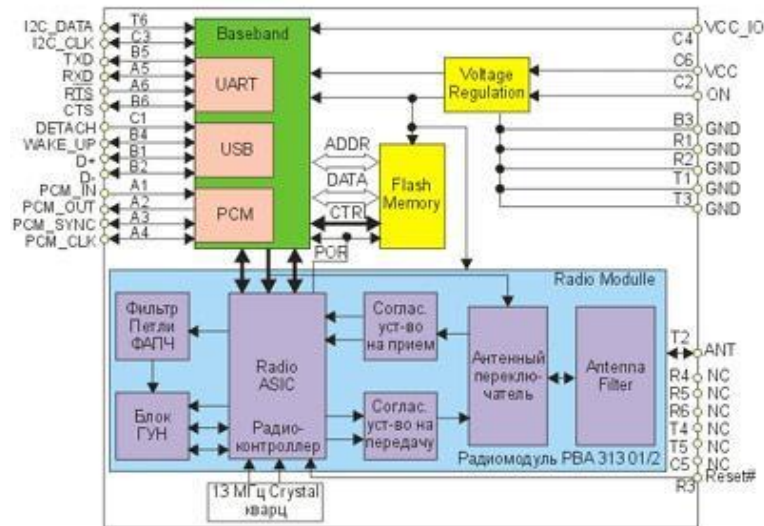 I2C_DATA T6
I2C_CLK C3
TXD B5
RXD A5
RTS A6
CTS B6
DETACH C1
WAKE_UP B4
D+ B1
D- B2
PCM_IN A1
PCM_OUT A2
PCM_SYNC A3
PCM_CLK A4
Baseband
UART
USB
PCM
ADDR
DATA
CTRL
POR
Flash
Memory
Voltage
Regulation
C4 VCC_IO
C6 VCC
C2 ON
B3 GND
R1 GND
R2 GND
T1 GND
T3 GND
Radio Modulle
Фильтр
Петли
ФАПЧ
Блок
ГУН
Radio
ASIC
Радио-
контроллер
Соглас.
уст-во
на прием
Соглас.
уст-во на
передачу
Антенный
переключ-
чатель
Antenna
Filter
Радиомодуль PBA 313 01/2
T2 ANT
R4 NC
R5 NC
R6 NC
T4 NC
T5 NC
C5 NC
R3 Reset#
13 МГц Crystal
кварц